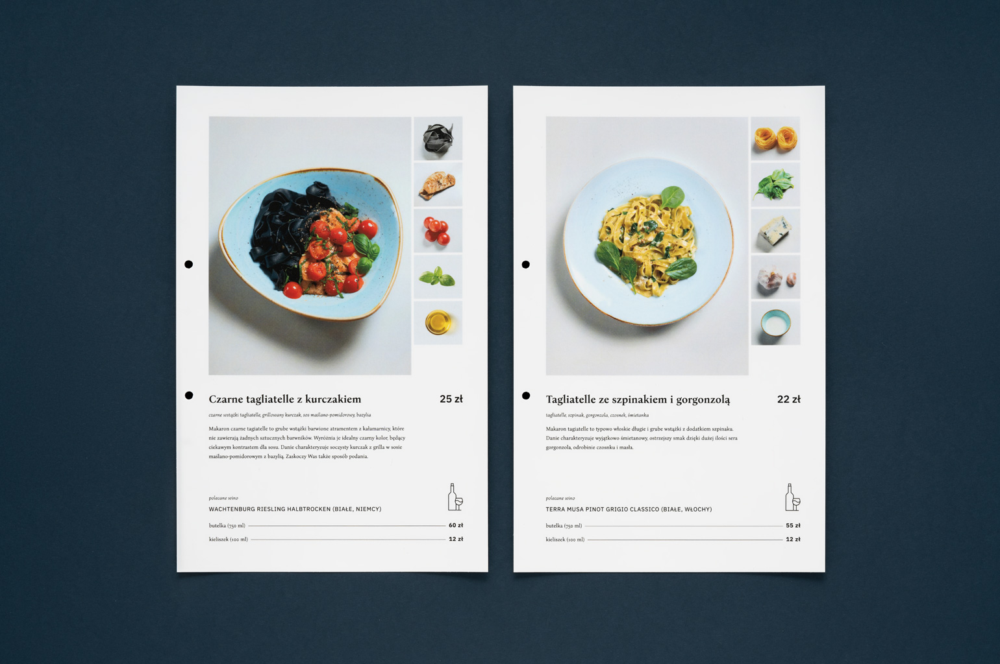 Czarne tagliatelle z kurczakiem 25 zł
czarne wstążki tagliatelle, grillowany kurczak, sos maślano-pomidorowy, bazylia
Makaron czarne tagiatelle to grube wstążki barwione atramentem z kałamarnicy, które
nie zawierają żadnych sztucznych barwników. Wyróżnia je idealny czarny kolor, będący
ciekawym kontrastem dla sosu. Danie charakteryzuje soczysty kurczak z grilla w sosie
maślano-pomidorowym z bazylią. Zaskoczy Was także sposób podania.
polecane wino
WACHTENBURG RIESLING HALBTROCKEN (BIAŁE, NIEMCY)
butelka (750 ml) 60 zł
kieliszek (100 ml) 12 zł
Tagliatelle ze szpinakiem i gorgonzolą 22 zł
tagliatelle, szpinak, gorgonzola, czosnek, śmietanka
Makaron tagiatelle to typowo włoskie długie i grube wstążki z dodatkiem szpinaku.
Danie charakteryzuje wyjątkowo śmietanowy, ostrzejszy smak dzięki dużej ilości sera
gorgonzola, odrobinie czosnku i masła.
polecane wino
TERRA MUSA PINOT GRIGIO CLASSICO (BIAŁE, WŁOCHY)
butelka (750 ml) 55 zł
kieliszek (100 ml) 12 zł